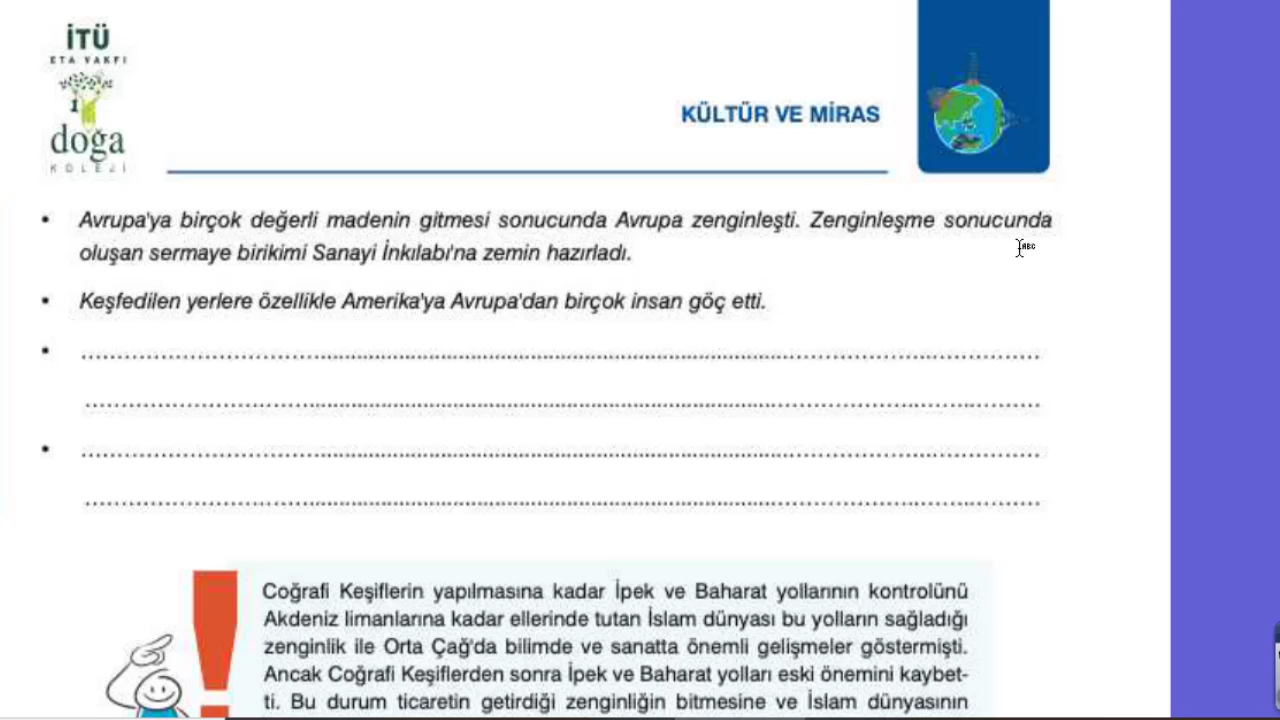 İTÜ
ETA VAKFI
doğa
KOLEJİ
KÜLTÜR VE MİRAS
• Avrupa'ya birçok değerli madenin gitmesi sonucunda Avrupa zenginleşti. Zenginleşme sonucunda
oluşan sermaye birikimi Sanayi İnkılabı'na zemin hazırladı.
• Keşfedilen yerlere özellikle Amerika'ya Avrupa'dan birçok insan göç etti.
Coğrafi Keşiflerin yapılmasına kadar İpek ve Baharat yollarının kontrolünü
Akdeniz limanlarına kadar ellerinde tutan İslam dünyası bu yolların sağladığı
zenginlik ile Orta Çağ'da bilimde ve sanatta önemli gelişmeler göstermişti.
Ancak Coğrafi Keşiflerden sonra İpek ve Baharat yolları eski önemini kaybet-
ti. Bu durum ticaretin getirdiği zenginliğin bitmesine ve İslam dünyasının